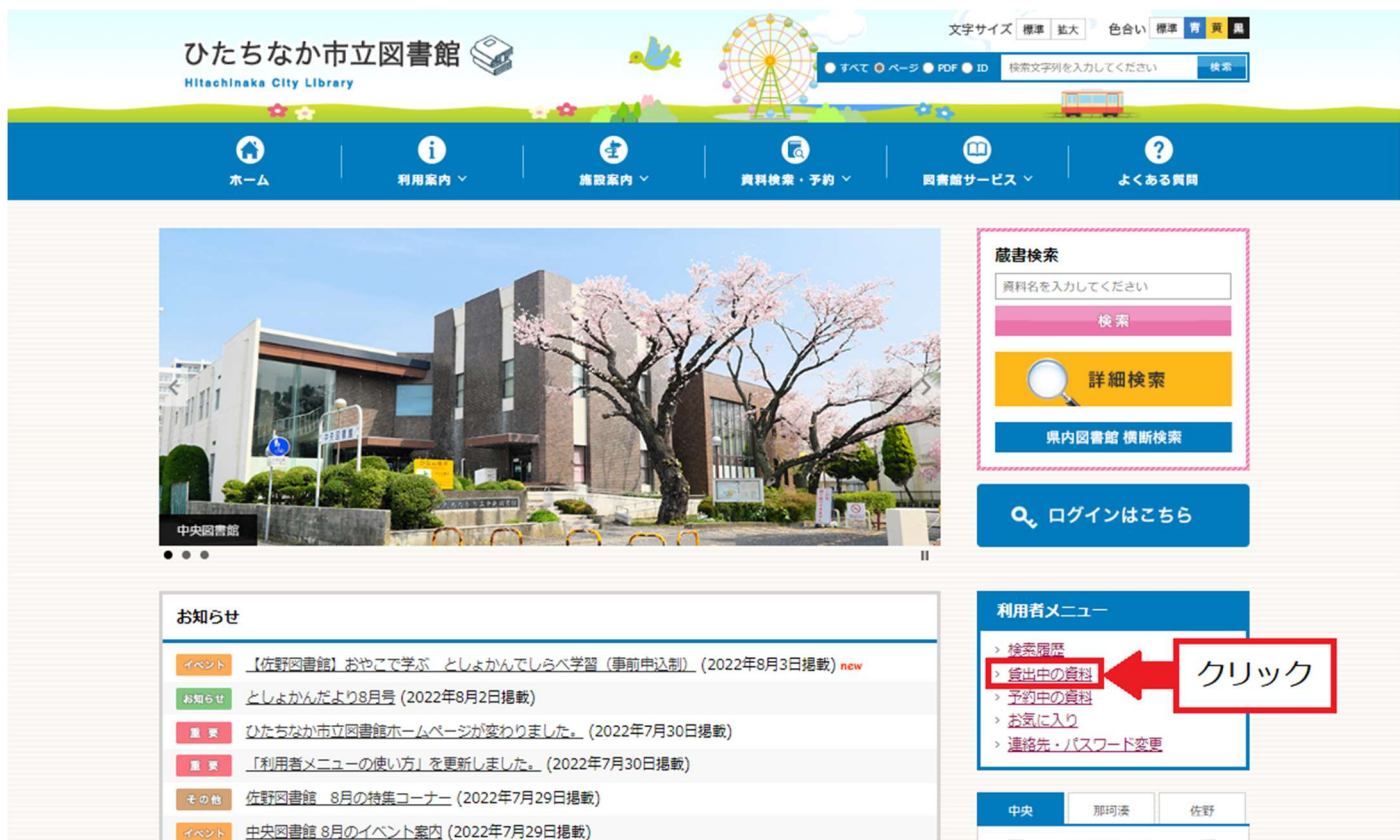 ひたちなか市立図書館
Hitachinaka City Library
文字サイズ 標準 拡大 色合い 標準 青 黄 黒
すべて ページ PDF ID 検索文字列を入力してください 検索
ホーム 利用案内 施設案内 資料検索・予約 図書館サービス よくある質問
中央図書館
中央図書館
蔵書検索
資料名を入力してください
検索
詳細検索
県内図書館 横断検索
ログインはこちら
お知らせ
イベント 【佐野図書館】おやこで学ぶ としょかんでしらべ学習（事前申込制） (2022年8月3日掲載) new
お知らせ としょかんだより8月号 (2022年8月2日掲載)
重要 ひたちなか市立図書館ホームページが変わりました。 (2022年7月30日掲載)
重要 「利用者メニューの使い方」を更新しました。 (2022年7月30日掲載)
その他 佐野図書館 8月の特集コーナー (2022年7月29日掲載)
イベント 中央図書館 8月のイベント案内 (2022年7月29日掲載)
利用者メニュー
検索履歴
貸出中の資料
予約中の資料
お気に入り
連絡先・パスワード変更
クリック
中央 那珂湊 佐野